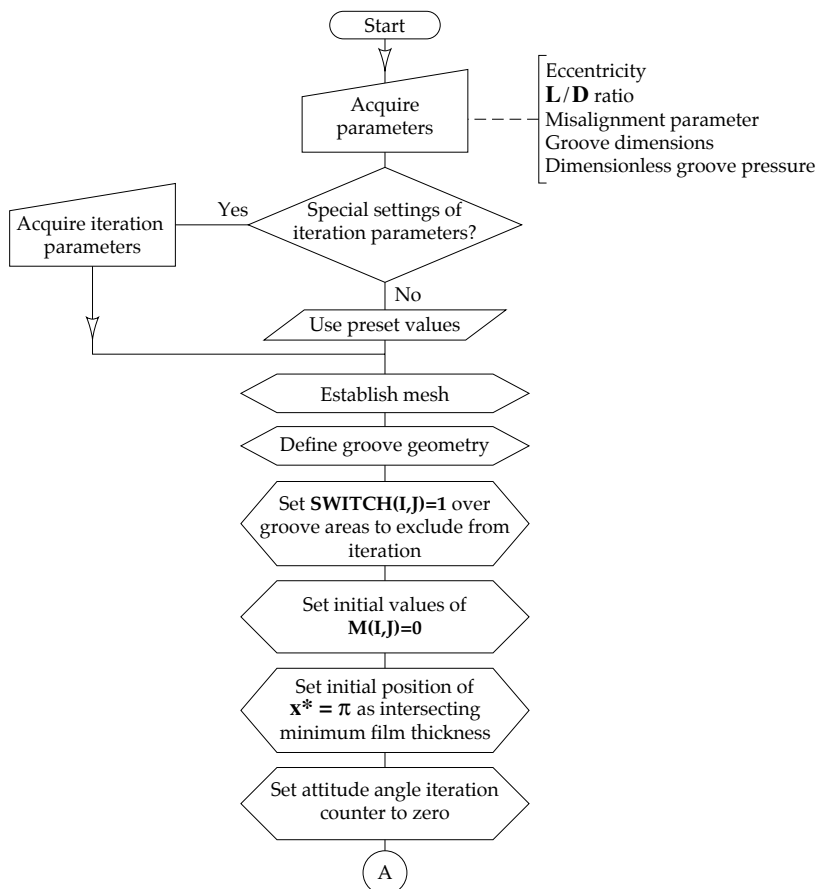 Start
Acquire
parameters
Eccentricity
L/D ratio
Misalignment parameter
Groove dimensions
Dimensionless groove pressure
Special settings of
iteration parameters?
Yes
Acquire iteration
parameters
No
Use preset values
Establish mesh
Define groove geometry
Set SWITCH(I,J)=1 over
groove areas to exclude from
iteration
Set initial values of
M(I,J)=0
Set initial position of
x* = π as intersecting
minimum film thickness
Set attitude angle iteration
counter to zero
A